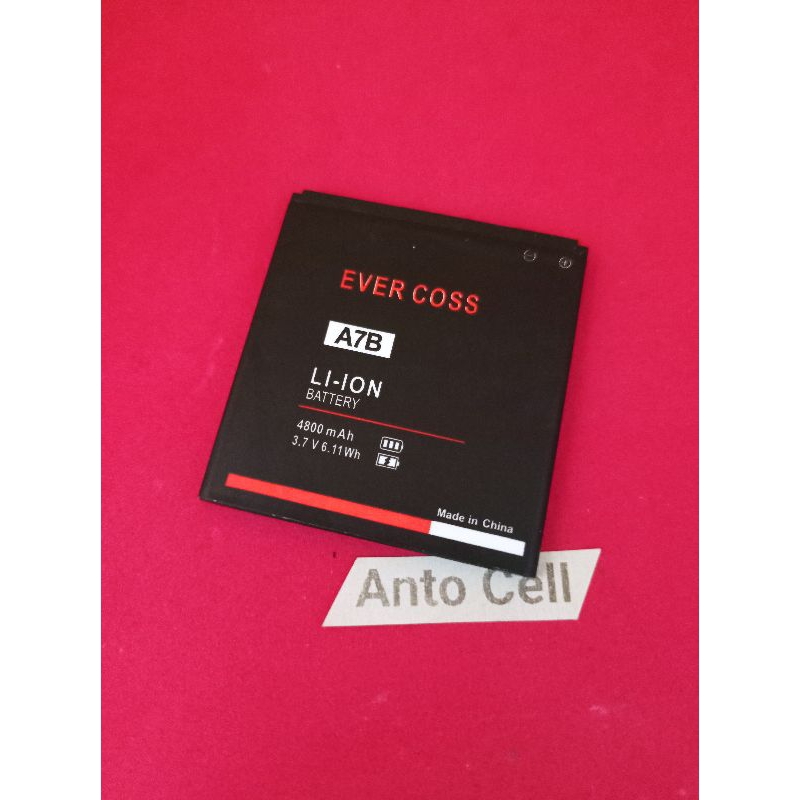 EVER COSS
A7B
LI-ION
BATTERY
4800 mAh
3.7 V 6.11Wh
Made in China
Anto Cell